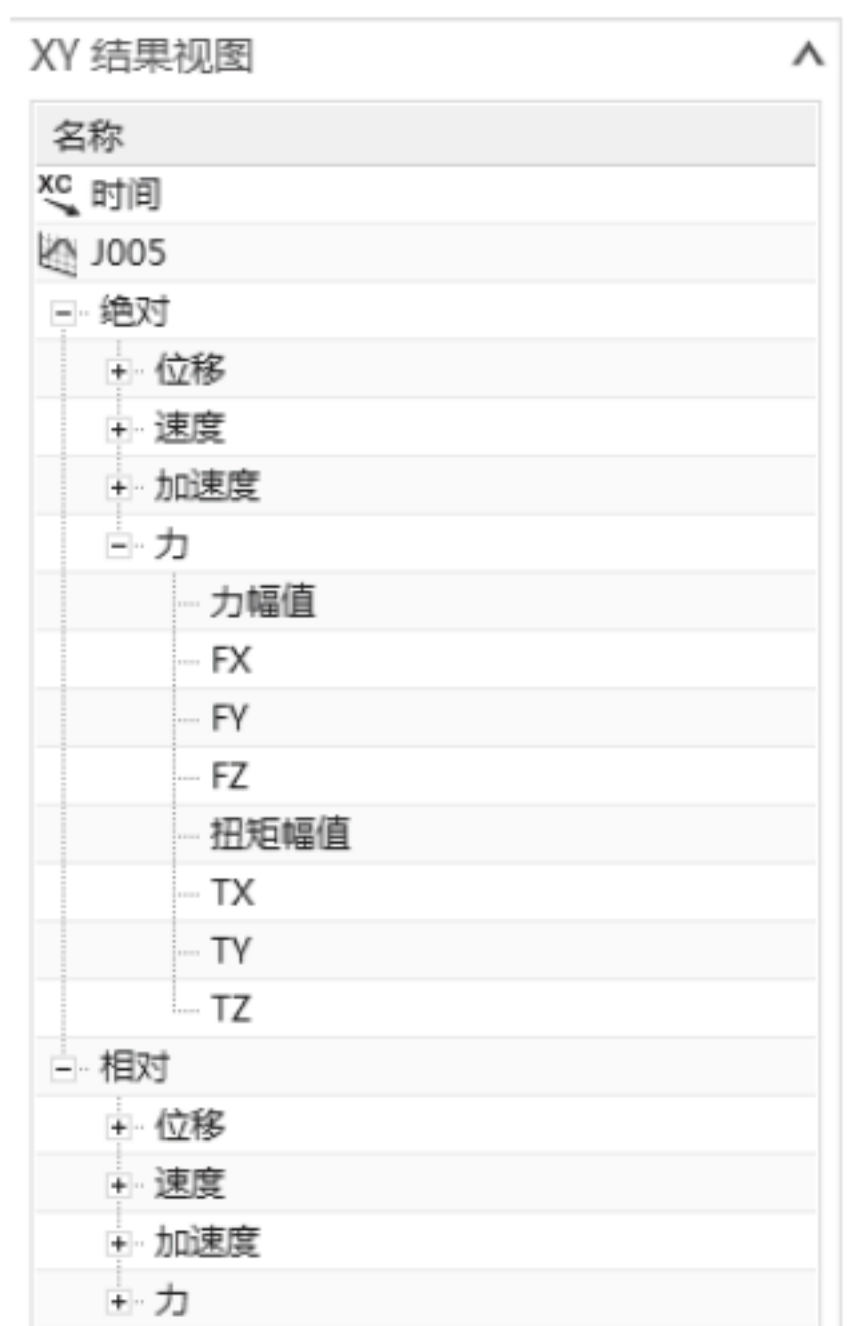 XY 结果视图
名称
XC 时间
J005
绝对
位移
速度
加速度
力
力幅值
FX
FY
FZ
扭矩幅值
TX
TY
TZ
相对
位移
速度
加速度
力